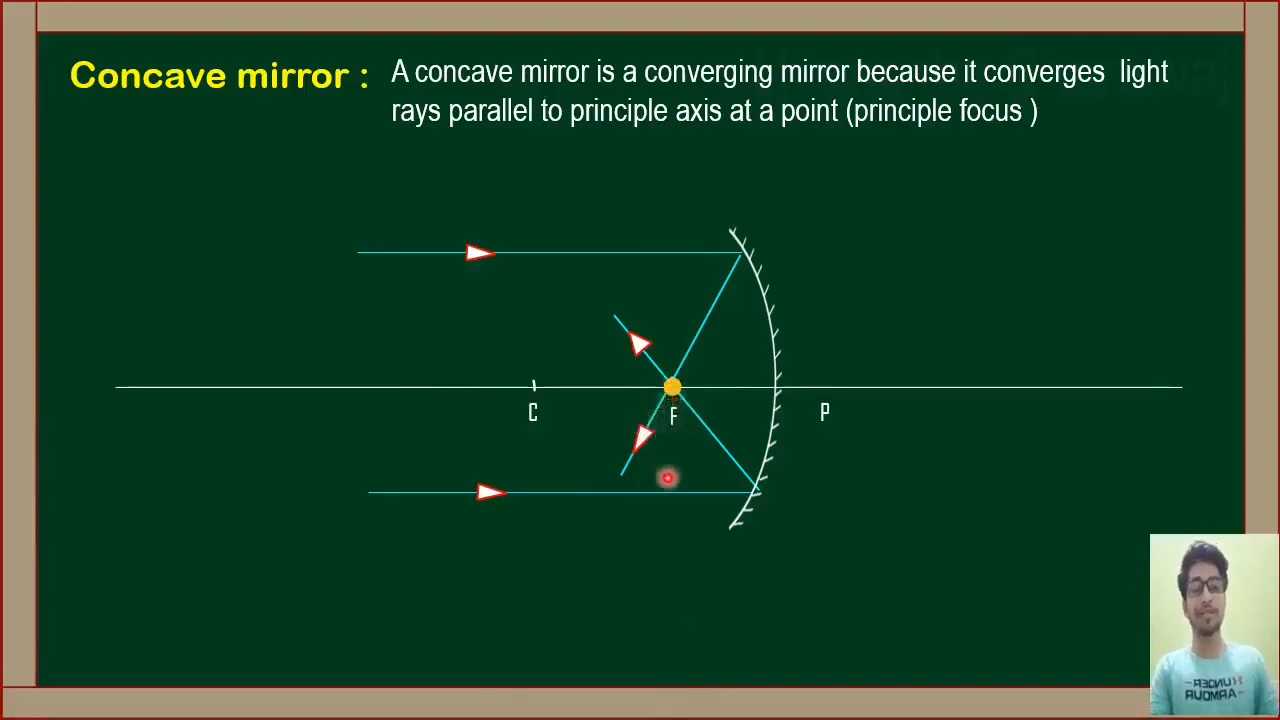 Concave mirror :
A concave mirror is a converging mirror because it converges light
rays parallel to principle axis at a point (principle focus )
C
F
P